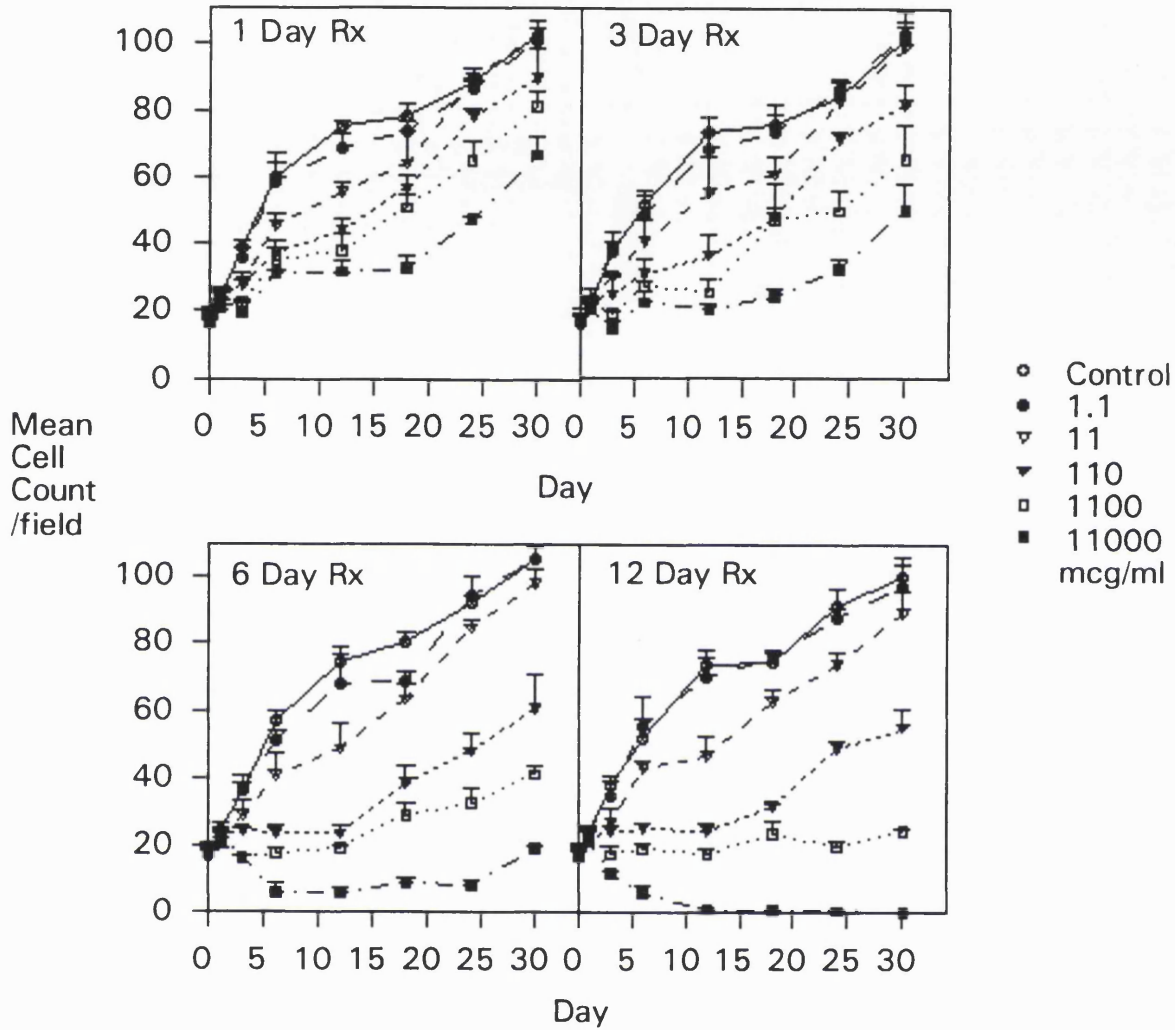 1 Day Rx
3 Day Rx
100
80
60
40
20
0
0 5 10 15 20 25 30 0 5 10 15 20 25 30
Day
Mean
Cell
Count
/field
Control
1.1
11
110
1100
11000
mcg/ml
6 Day Rx
12 Day Rx
100
80
60
40
20
0
0 5 10 15 20 25 30 0 5 10 15 20 25 30
Day